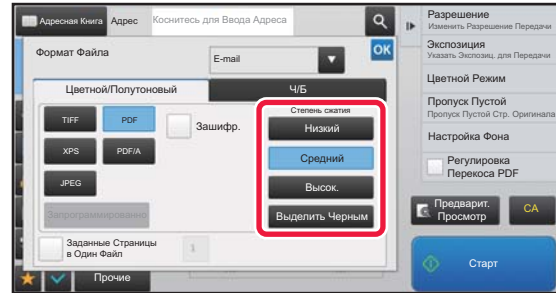 Адресная Книга Адрес Коснитесь для Ввода Адреса
Формат Файла
E-mail
OK
Цветной/Полутоновый
Ч/Б
TIFF
PDF
Зашифр.
XPS
PDF/A
JPEG
Запрограммированно
Степень сжатия
Низкий
Средний
Высок.
Выделить Черным
Заданные Страницы
в Один Файл
1
Прочие
Разрешение
Изменить Разрешение Передачи
Экспозиция
Указать Экспозиц. для Передачи
Цветной Режим
Пропуск Пустой
Пропуск Пустой Стр. Оригинала
Настройка Фона
Регулировка
Перекоса PDF
Предварит.
Просмотр
CA
Старт